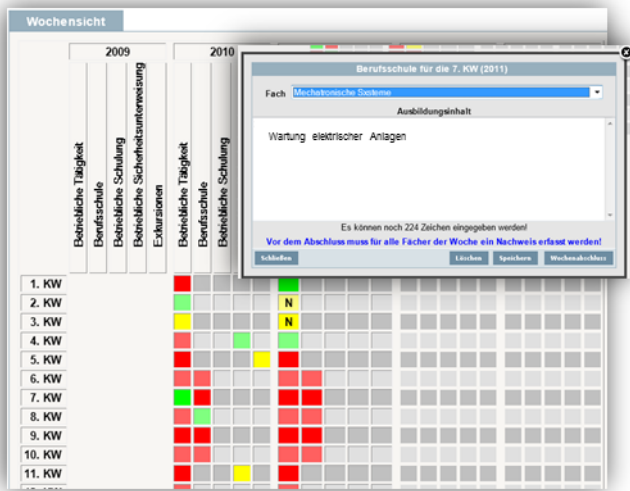 Wochensicht
2009
2010
Betriebliche Tätigkeit
Berufsschule
Betriebliche Schulung
Betriebliche Sicherheitsunterweisung
Exkursionen
Betriebliche Tätigkeit
Berufsschule
Betriebliche Schulung
Berufsschule für die 7. KW (2011)
Fach Mechatronische Systeme
Ausbildungsinhalt
Wartung elektrischer Anlagen
Es können noch 224 Zeichen eingegeben werden!
Vor dem Abschluss muss für alle Fächer der Woche ein Nachweis erfasst werden!
Schließen Löschen Speichern Wochenabschluss
1. KW
2. KW N
3. KW N
4. KW
5. KW
6. KW
7. KW
8. KW
9. KW
10. KW
11. KW